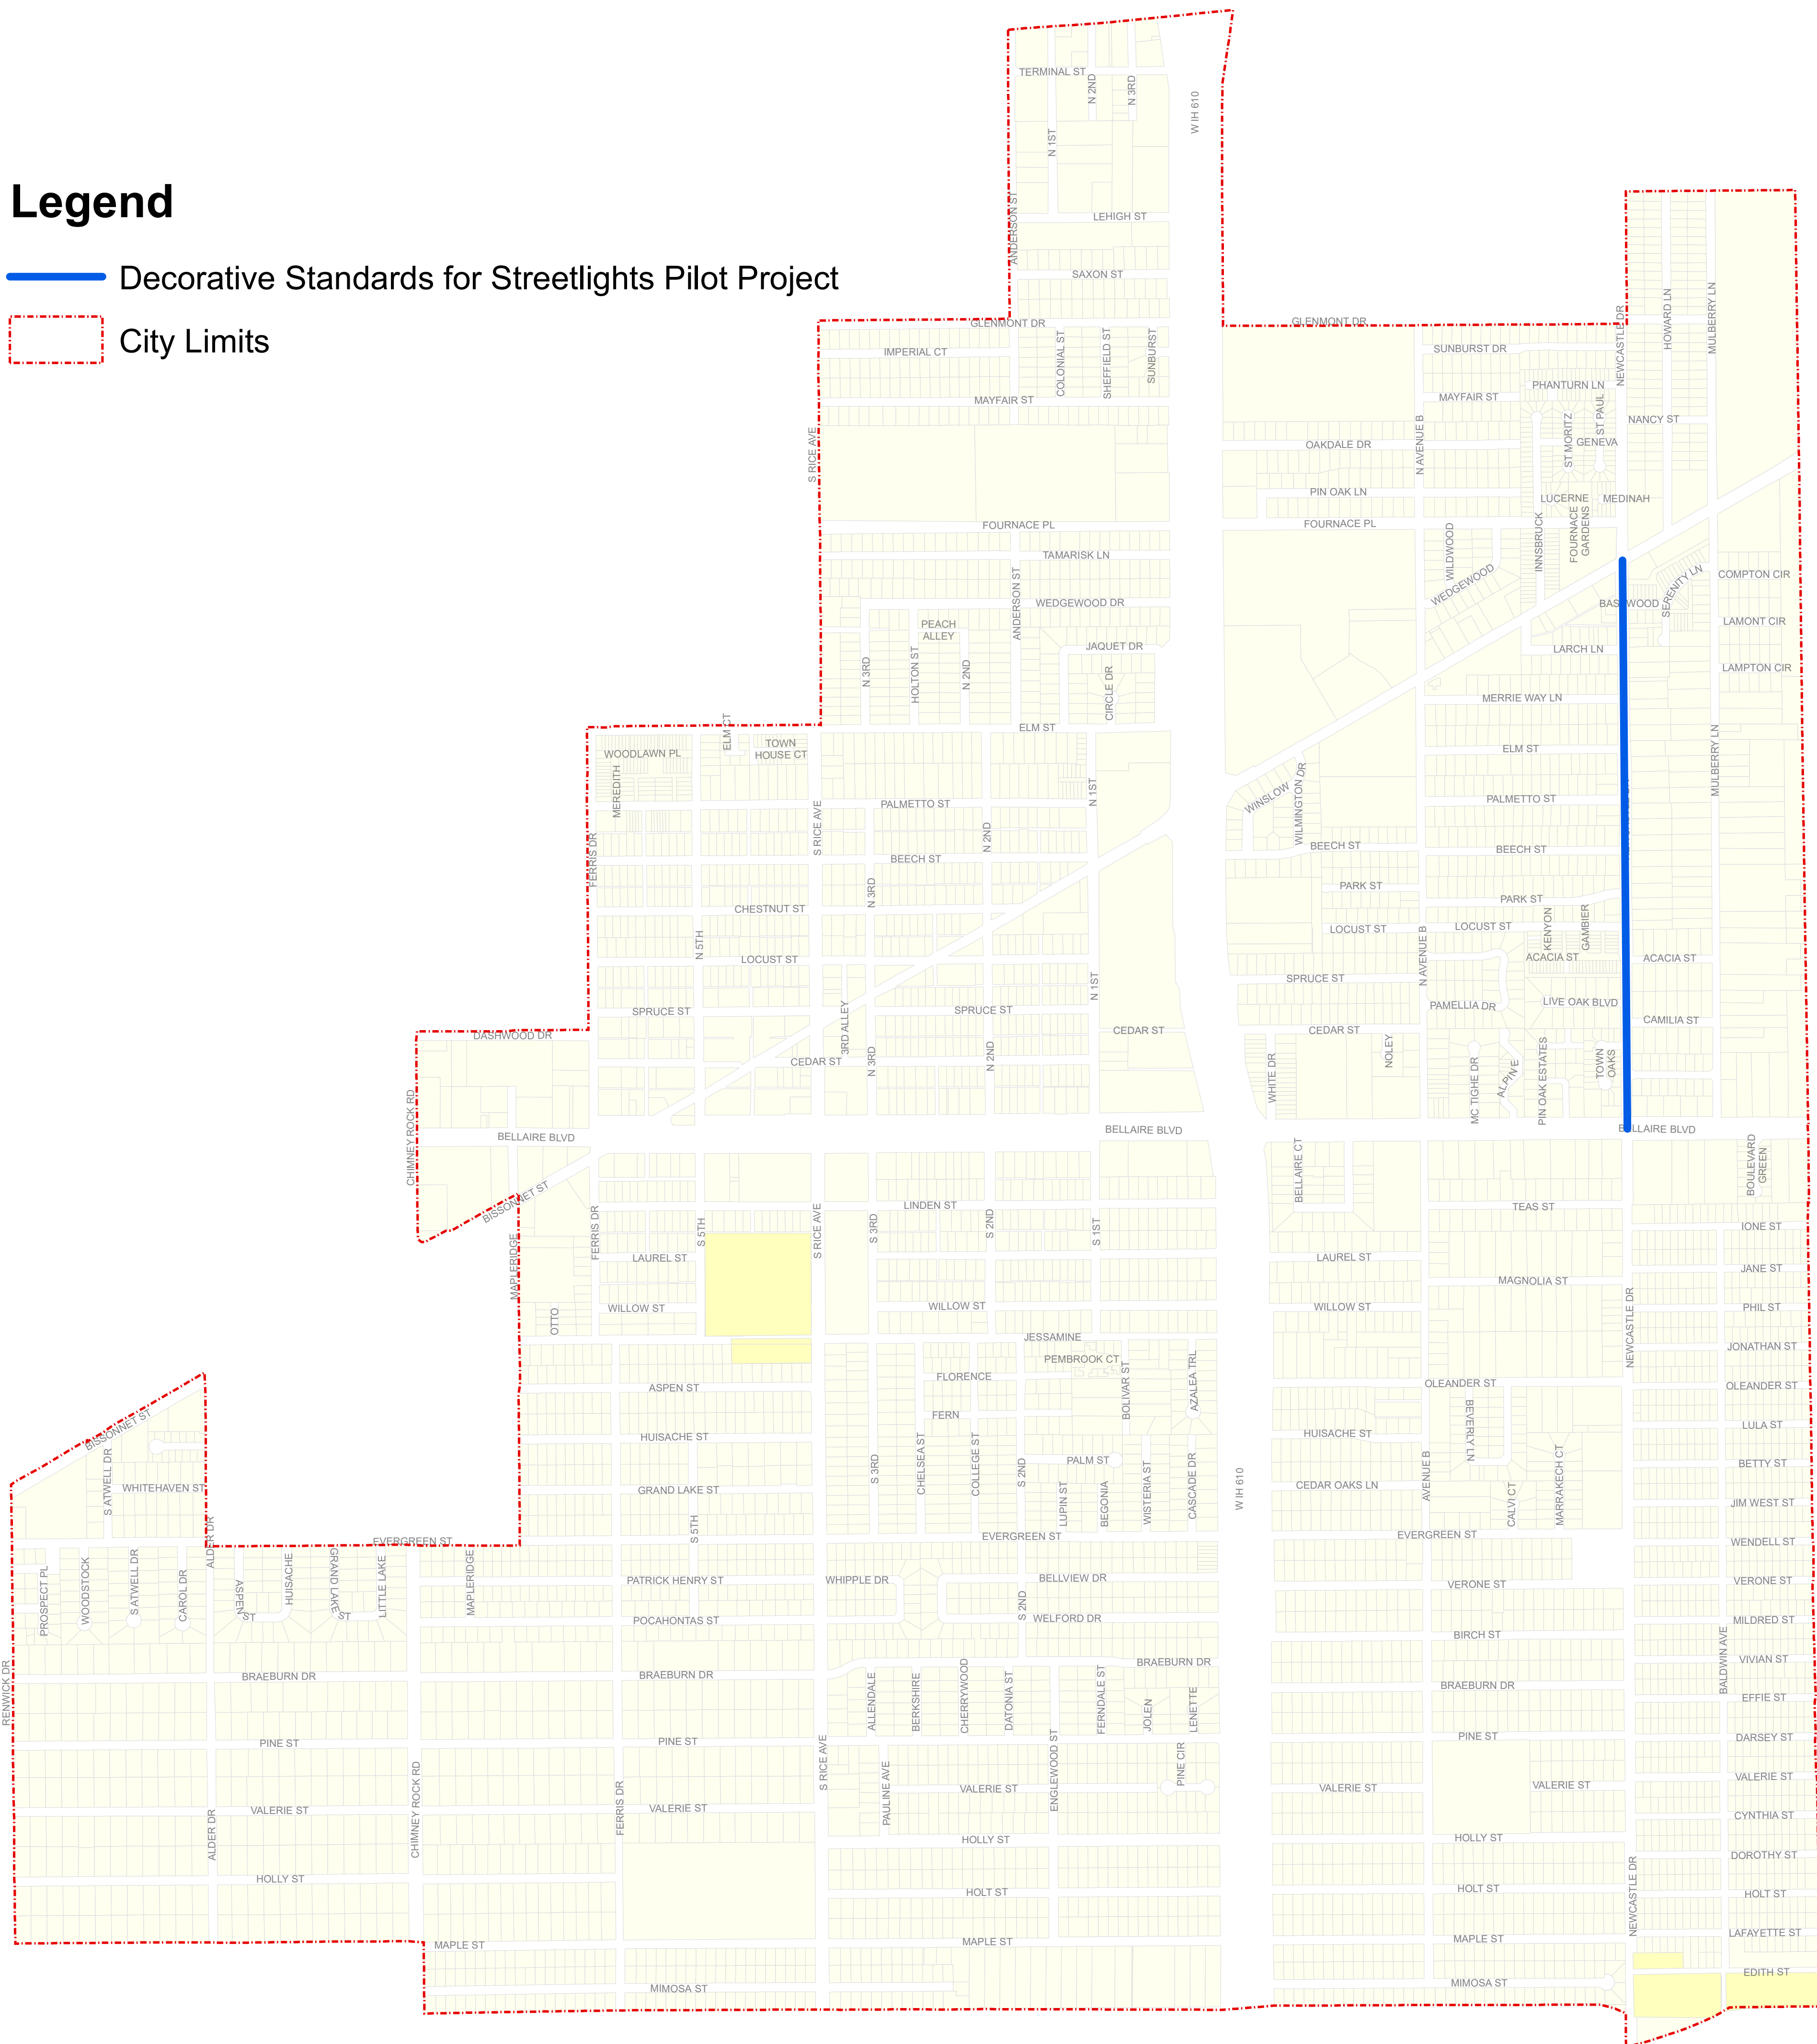 Legend
Decorative Standards for Streetlights Pilot Project
City Limits
TERMINAL ST
N 2ND
N 3RD
W IH 610
N 1ST
LEHIGH ST
ANDERSON ST
SAXON ST
GLENMONT DR
GLENMONT DR
NEWCASTLE DR
HOWARD LN
MULBERRY LN
IMPERIAL CT
COLONIAL ST
SHEFFIELD ST
SUNBURST
SUNBURST DR
PHANTURN LN
MAYFAIR ST
MAYFAIR ST
ST MORITZ
ST PAUL
NANCY ST
S RICE AVE
OAKDALE DR
N AVENUE B
GENEVA
PIN OAK LN
LUCERNE
MEDINAH
FOURNACE PL
FOURNACE PL
WILDWOOD
INNSBRUCK
FOURNACE
GARDENS
TAMARISK LN
WEDGEWOOD
SERENITY LN
COMPTON CIR
WEDGEWOOD DR
ANDERSON ST
LAMONT CIR
PEACH
ALLEY
JAQUET DR
LARCH LN
N 3RD
HOLTON ST
N 2ND
CIRCLE DR
LAMPTON CIR
MERRIE WAY LN
ELM CT
ELM ST
TOWN
HOUSE CT
WOODLAWN PL
ELM ST
MULBERRY LN
MEREDITH
WINSLOW
WILMINGTON DR
N 1ST
PALMETTO ST
PALMETTO ST
S RICE AVE
N 2ND
BEECH ST
BEECH ST
BEECH ST
FERRIS DR
N 3RD
PARK ST
PARK ST
CHESTNUT ST
LOCUST ST
LOCUST ST
KENYON
GAMBIER
N 5TH
LOCUST ST
N AVENUE B
ACACIA ST
ACACIA ST
SPRUCE ST
N 1ST
PAMELLIA DR
LIVE OAK BLVD
SPRUCE ST
SPRUCE ST
CAMILIA ST
DASHWOOD DR
3RD ALLEY
CEDAR ST
CEDAR ST
NOLEY
CEDAR ST
N 3RD
N 2ND
WHITE DR
MC TIGHE DR
ALPINE
PIN OAK ESTATES
TOWN
OAKS
CHIMNEY ROCK RD
BELLAIRE BLVD
BELLAIRE BLVD
BELLAIRE CT
BOULEVARD
GREEN
BISSONNET ST
LINDEN ST
TEAS ST
IONE ST
FERRIS DR
S 5TH
S RICE AVE
S 3RD
S 2ND
S 1ST
MAPLERIDGE
LAUREL ST
LAUREL ST
JANE ST
MAGNOLIA ST
OTTO
WILLOW ST
WILLOW ST
WILLOW ST
PHIL ST
NEWCASTLE DR
JESSAMINE
JONATHAN ST
PEMBROOK CT
FLORENCE
BOLIVAR ST
AZALEA TRL
ASPEN ST
OLEANDER ST
OLEANDER ST
BISSONNET ST
FERN
BEVERLY LN
LULA ST
HUISACHE ST
HUISACHE ST
S ATWELL DR
S 3RD
CHELSEA ST
COLLEGE ST
S 2ND
PALM ST
CASCADE DR
W IH 610
MARRAKECH CT
BETTY ST
WHITEHAVEN ST
GRAND LAKE ST
LUPIN ST
BEGONIA
WISTERIA ST
CEDAR OAKS LN
AVENUE B
CALVI CT
JIM WEST ST
S 5TH
EVERGREEN ST
EVERGREEN ST
EVERGREEN ST
WENDELL ST
ALDER DR
PROSPECT PL
WOODSTOCK
S ATWELL DR
CAROL DR
ASPEN
ST
HUISACHE
GRAND LAKE
ST
LITTLE LAKE
MAPLERIDGE
PATRICK HENRY ST
WHIPPLE DR
BELLVIEW DR
VERONE ST
VERONE ST
POCAHONTAS ST
S 2ND
WELFORD DR
MILDRED ST
BIRCH ST
BALDWIN AVE
VIVIAN ST
RENWICK DR
BRAEBURN DR
BRAEBURN DR
BRAEBURN DR
BRAEBURN DR
EFFIE ST
ALLENDALE
BERKSHIRE
CHERRYWOOD
DATONIA ST
FERNDALE ST
JOLEN
LENETTE
PINE ST
PINE ST
PINE ST
DARSEY ST
S RICE AVE
PAULINE AVE
ENGLEWOOD ST
PINE CIR
VALERIE ST
VALERIE ST
VALERIE ST
VALERIE ST
VALERIE ST
VALERIE ST
ALDER DR
CHIMNEY ROCK RD
FERRIS DR
CYNTHIA ST
HOLLY ST
HOLLY ST
HOLLY ST
DOROTHY ST
HOLT ST
HOLT ST
HOLT ST
NEWCASTLE DR
MAPLE ST
MAPLE ST
MAPLE ST
LAFAYETTE ST
EDITH ST
MIMOSA ST
MIMOSA ST